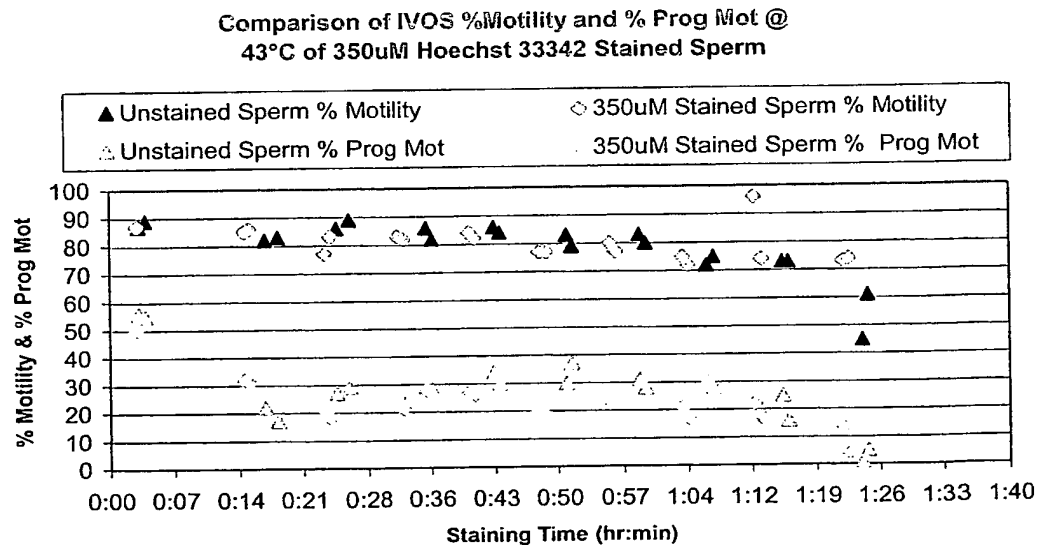 Comparison of IVOS %Motility and % Prog Mot @
43°C of 350uM Hoechst 33342 Stained Sperm
Unstained Sperm % Motility
350uM Stained Sperm % Motility
Unstained Sperm % Prog Mot
350uM Stained Sperm % Prog Mot
% Motility & % Prog Mot
100
90
80
70
60
50
40
30
20
10
0
0:00 0:07 0:14 0:21 0:28 0:36 0:43 0:50 0:57 1:04 1:12 1:19 1:26 1:33 1:40
Staining Time (hr:min)